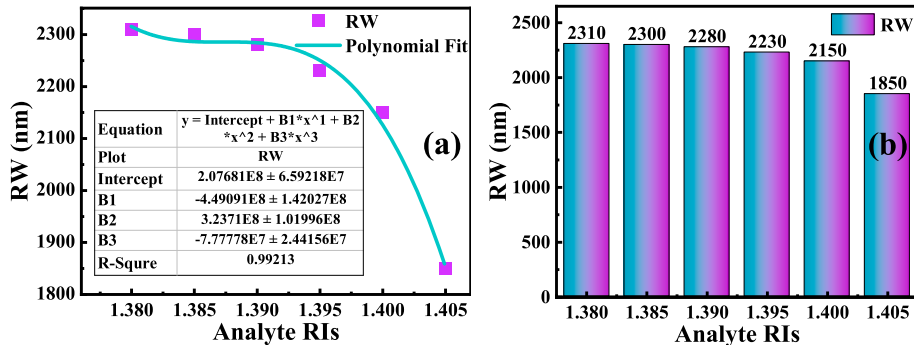 2300
2200
2100
2000
1900
1800
RW (nm)
RW
Polynomial Fit
(a)
Equation
y = Intercept + B1*x^1 + B2
*x^2 + B3*x^3
Plot
RW
Intercept
2.07681E8 ± 6.59218E7
B1
-4.49091E8 ± 1.42027E8
B2
3.2371E8 ± 1.01996E8
B3
-7.77778E7 ± 2.44156E7
R-Squre
0.99213
1.380 1.385 1.390 1.395 1.400 1.405
Analyte RIs
2500
2000
1500
1000
500
0
RW (nm)
RW
2310 2300 2280 2230 2150 1850
(b)
1.380 1.385 1.390 1.395 1.400 1.405
Analyte RIs